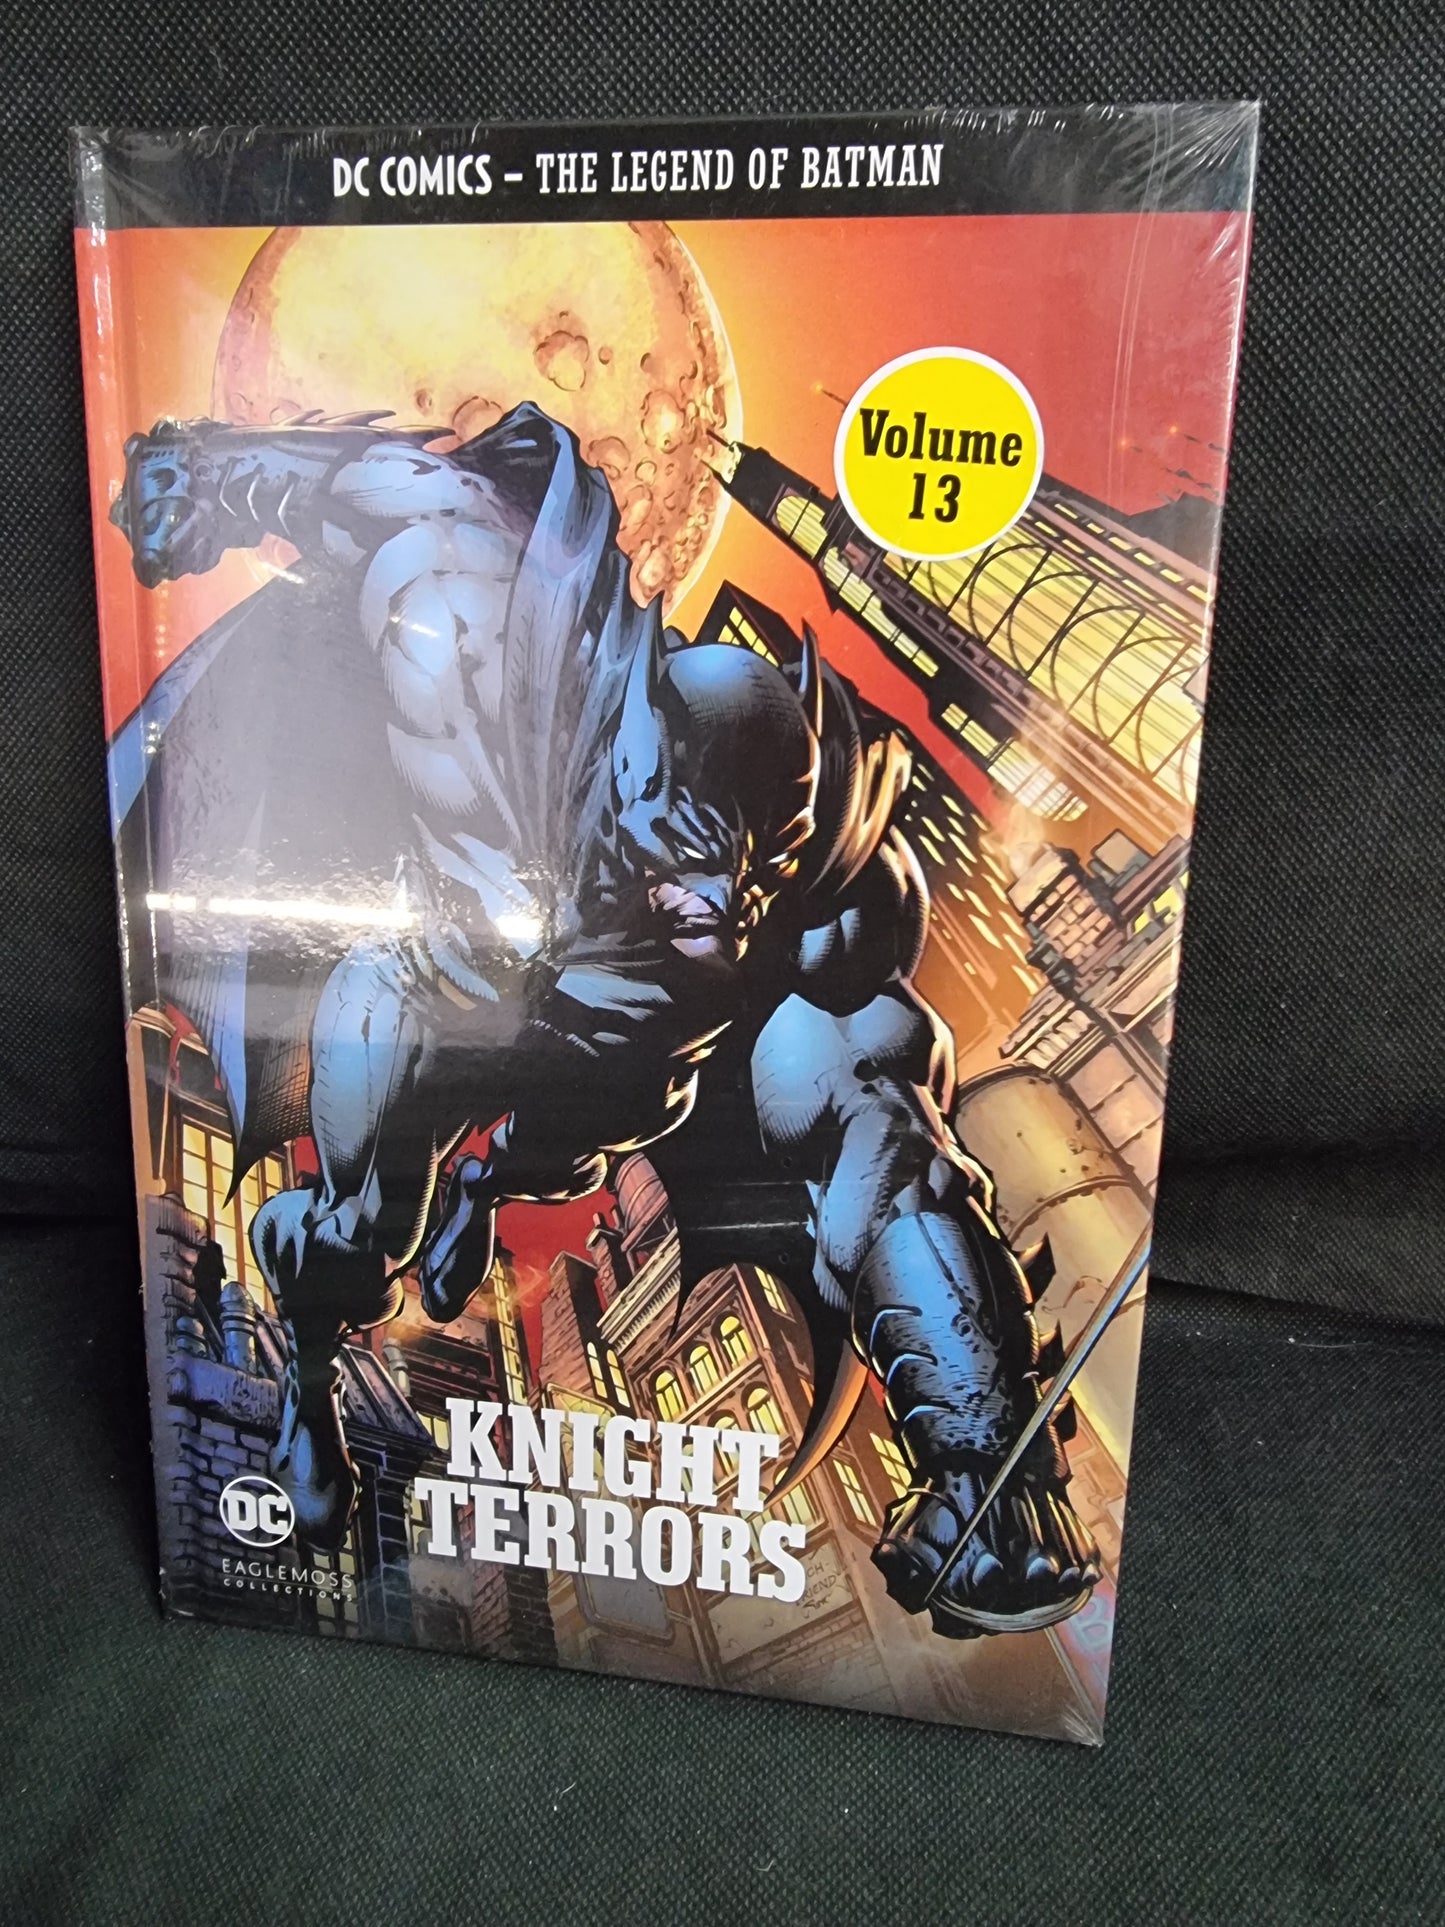 DC COMICS – THE LEGEND OF BATMAN
Volume
13
KNIGHT
TERRORS
DC
EAGLEMOSS
COLLECTIONS